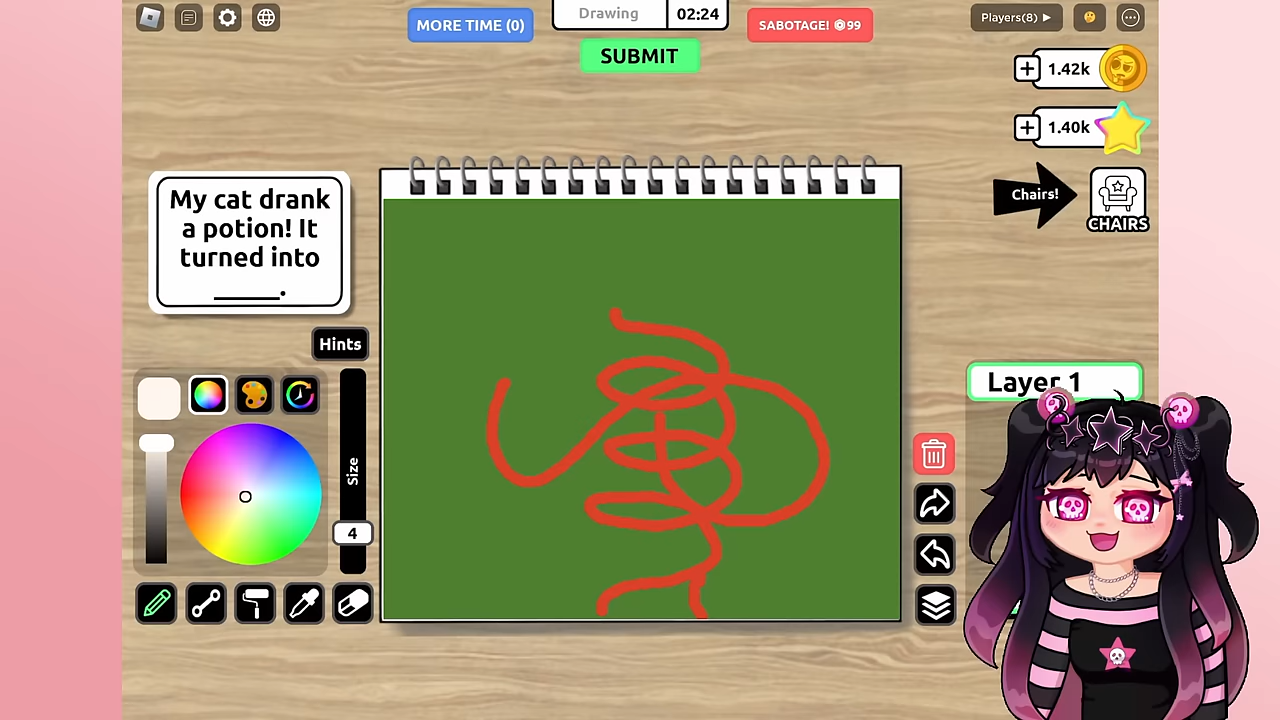 MORE TIME (0)
Drawing
02:24
SABOTAGE! 99
Players(8)
SUBMIT
1.42k
1.40k
Chairs!
CHAIRS
My cat drank
a potion! It
turned into
_____.
Hints
Size
4
Layer 1